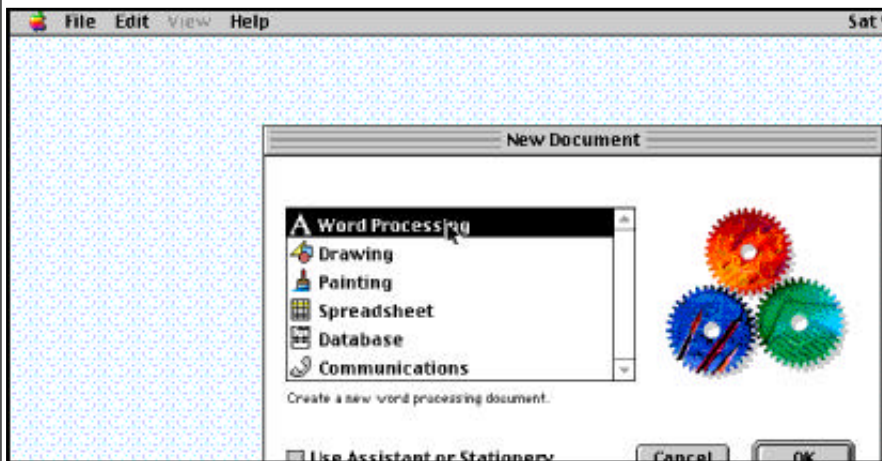 File Edit View Help Sat
New Document
Word Processing
Drawing
Painting
Spreadsheet
Database
Communications
Create a new word processing document.
Use Assistant or Stationery Cancel OK